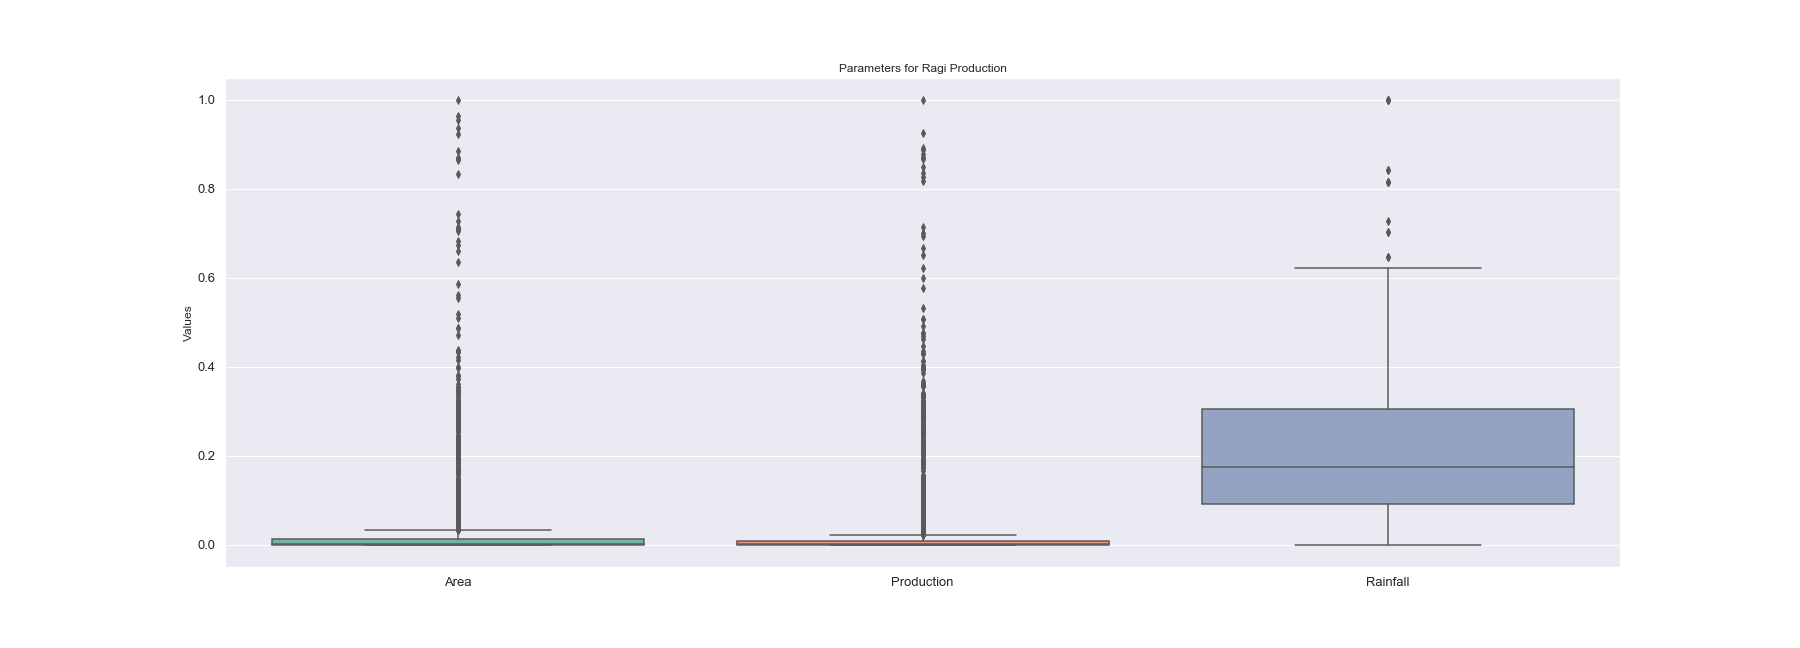 Parameters for Ragi Production
1.0
0.8
0.6
0.4
0.2
0.0
Values
Area
Production
Rainfall